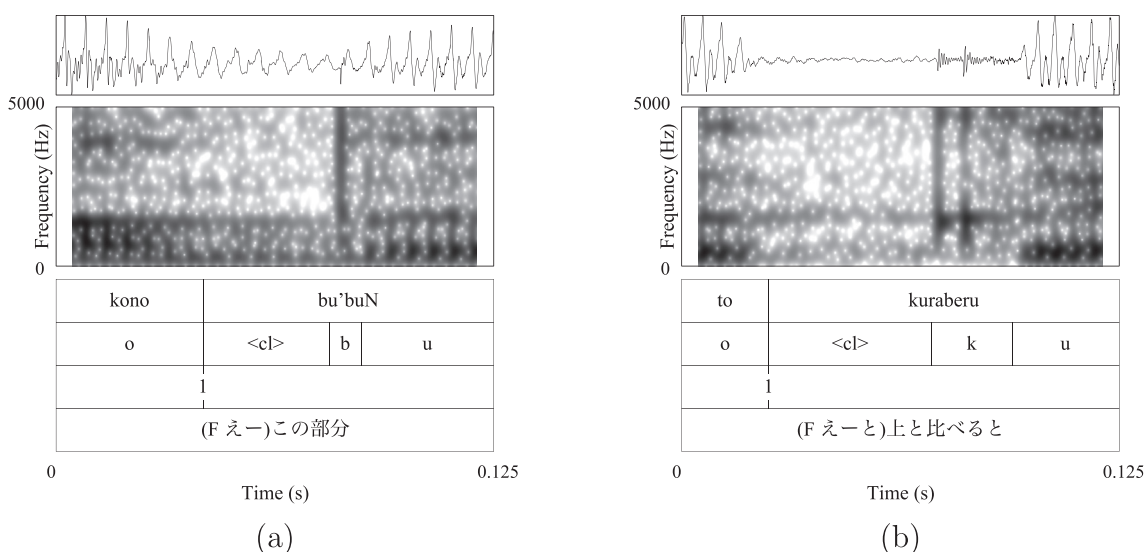 5000
Frequency (Hz)
0
kono bu’buN
o <cl> b u
1
(F えー)この部分
0 0.125
Time (s)
(a)
5000
Frequency (Hz)
0
to kuraberu
o <cl> k u
1
(F えーと)上と比べると
0 0.125
Time (s)
(b)